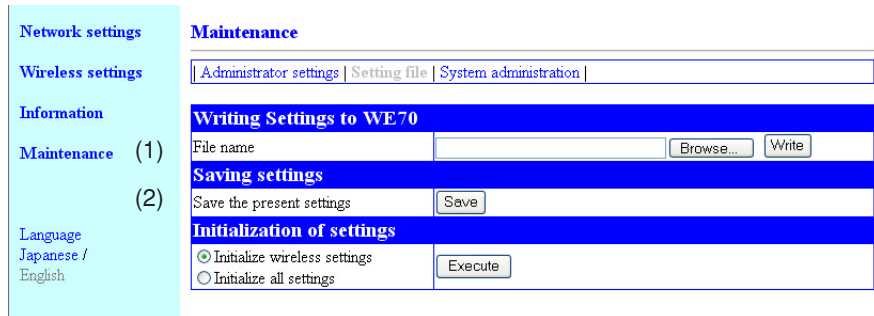 Network settings
Wireless settings
Information
Maintenance
(1)
(2)
Language
Japanese /
English
Maintenance
| Administrator settings | Setting file | System administration |
Writing Settings to WE70
File name Browse... Write
Saving settings
Save the present settings Save
Initialization of settings
Initialize wireless settings
Initialize all settings
Execute